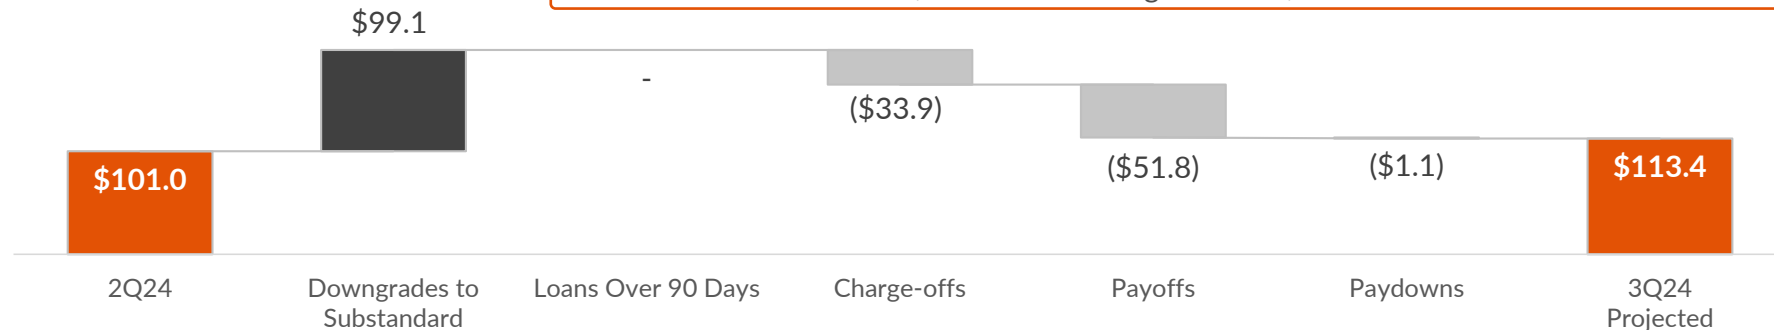 $99.1
-
($33.9)
($51.8)
($1.1)
$101.0
$113.4
2Q24
Downgrades to
Substandard
Loans Over 90 Days
Charge-offs
Payoffs
Paydowns
3Q24
Projected